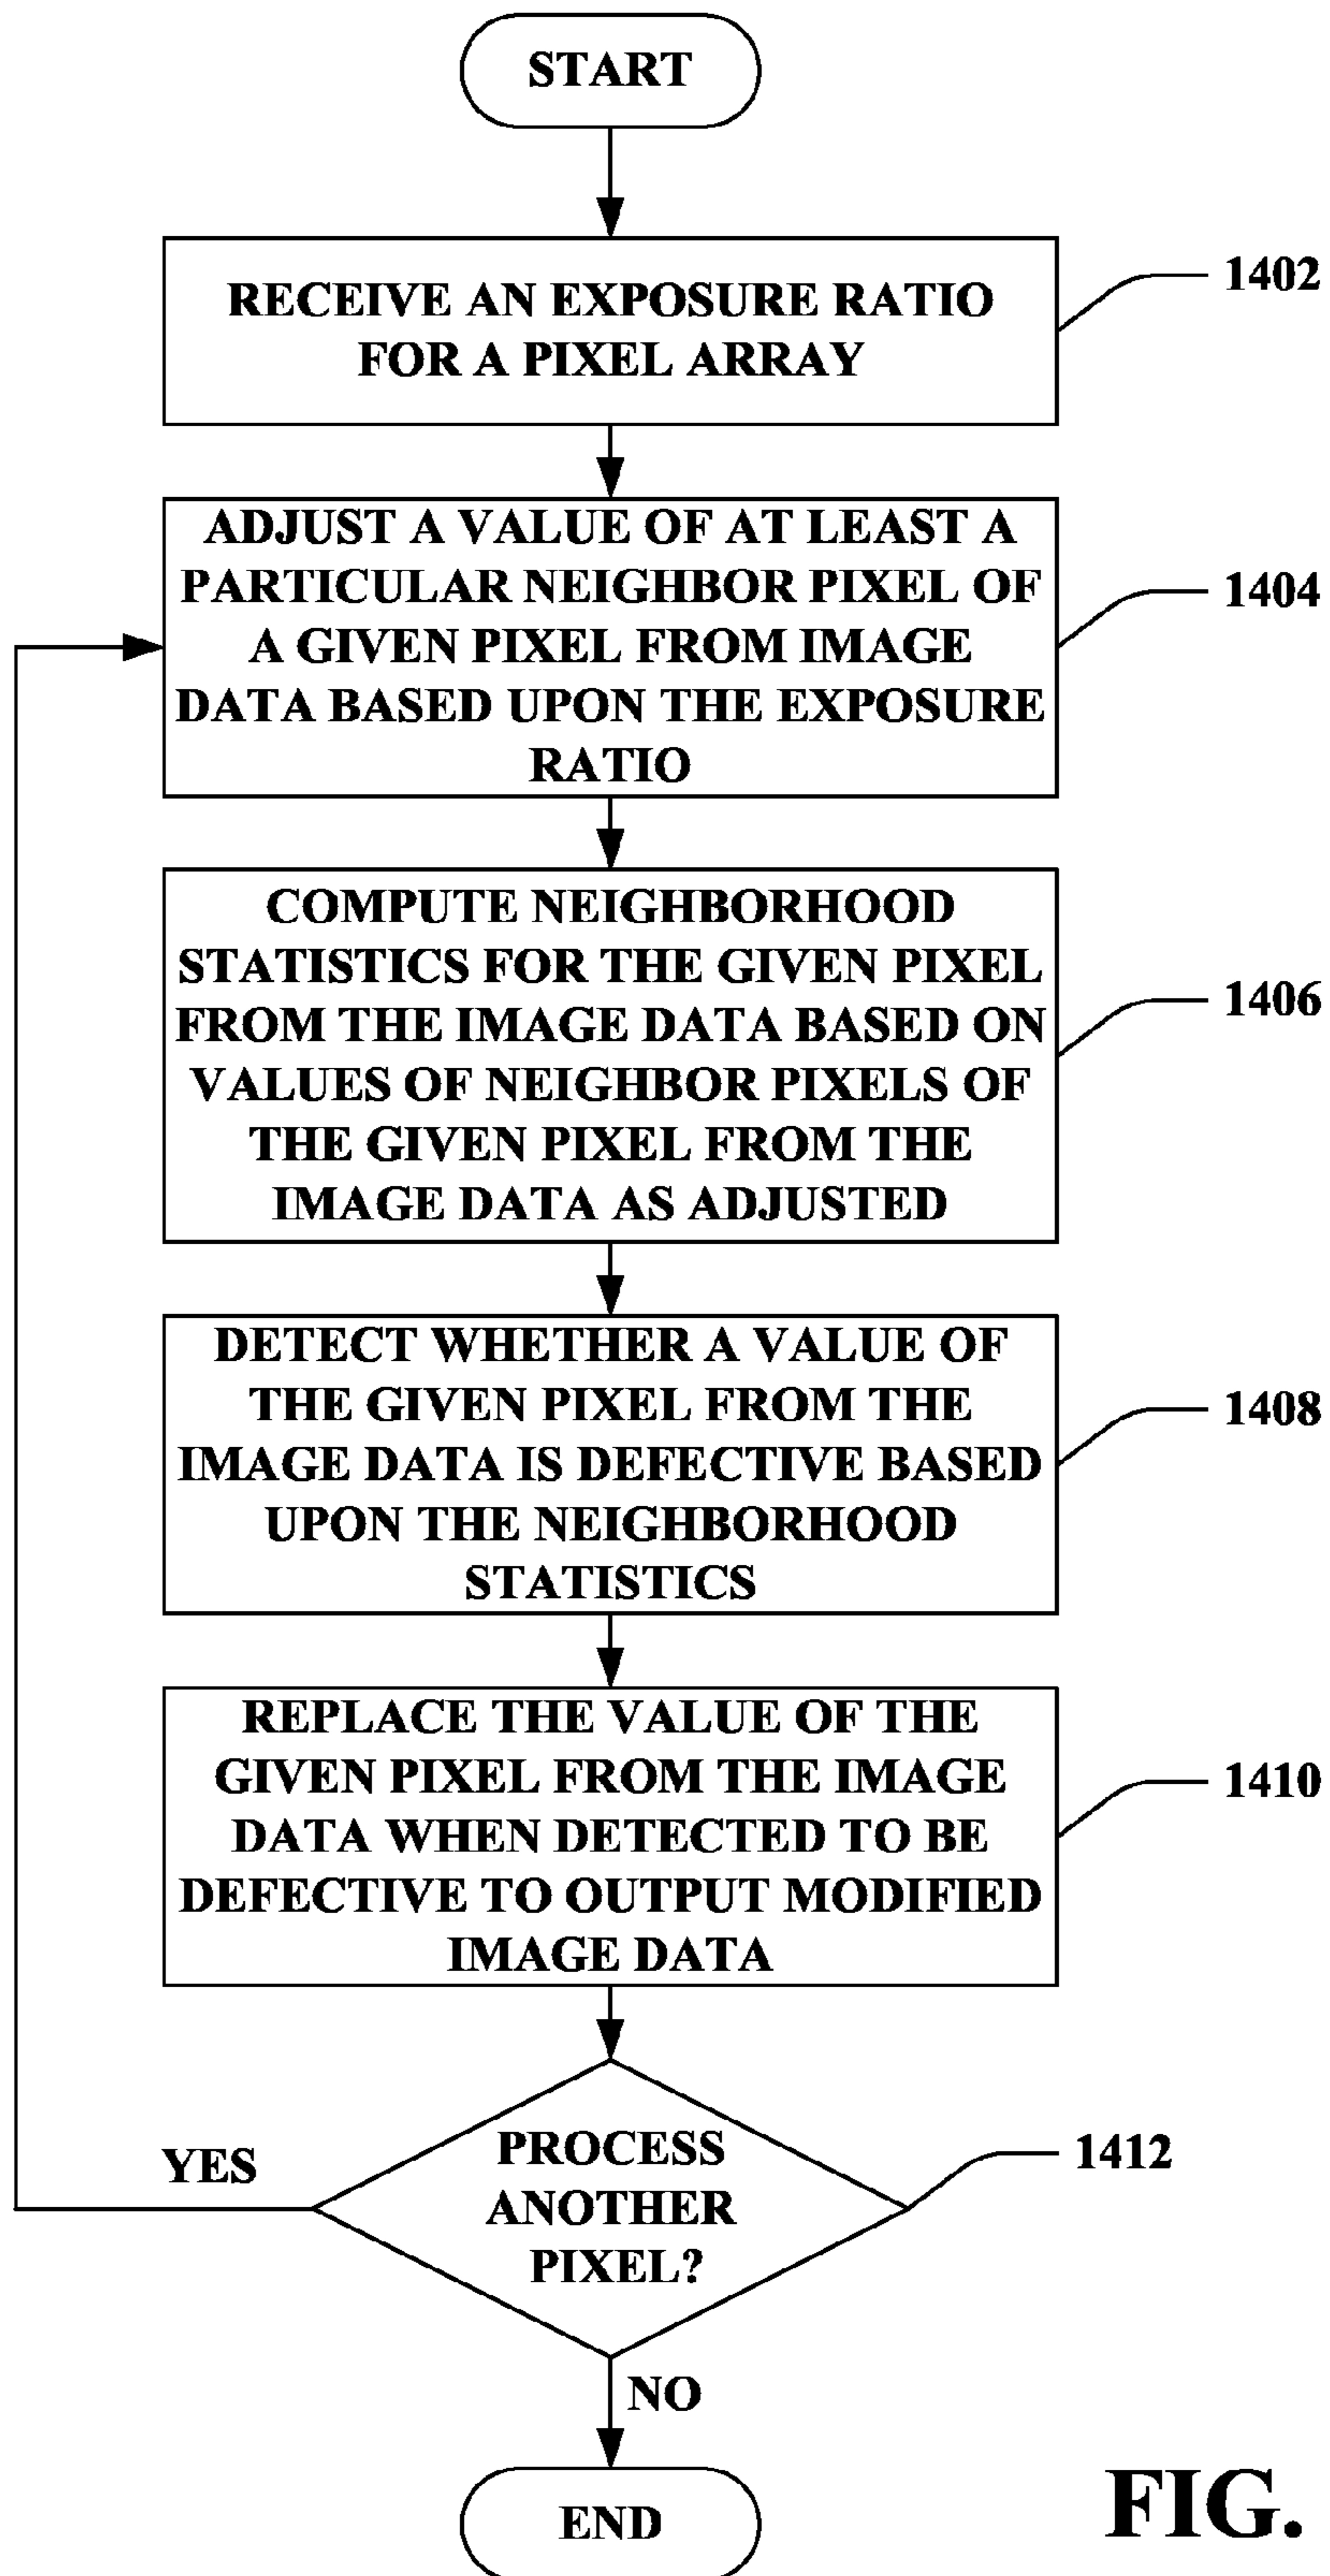 START
RECEIVE AN EXPOSURE RATIO
FOR A PIXEL ARRAY
1402
ADJUST A VALUE OF AT LEAST A
PARTICULAR NEIGHBOR PIXEL OF
A GIVEN PIXEL FROM IMAGE
DATA BASED UPON THE EXPOSURE
RATIO
1404
COMPUTE NEIGHBORHOOD
STATISTICS FOR THE GIVEN PIXEL
FROM THE IMAGE DATA BASED ON
VALUES OF NEIGHBOR PIXELS OF
THE GIVEN PIXEL FROM THE
IMAGE DATA AS ADJUSTED
1406
DETECT WHETHER A VALUE OF
THE GIVEN PIXEL FROM THE
IMAGE DATA IS DEFECTIVE BASED
UPON THE NEIGHBORHOOD
STATISTICS
1408
REPLACE THE VALUE OF THE
GIVEN PIXEL FROM THE IMAGE
DATA WHEN DETECTED TO BE
DEFECTIVE TO OUTPUT MODIFIED
IMAGE DATA
1410
PROCESS
ANOTHER
PIXEL?
1412
YES
NO
END
FIG.